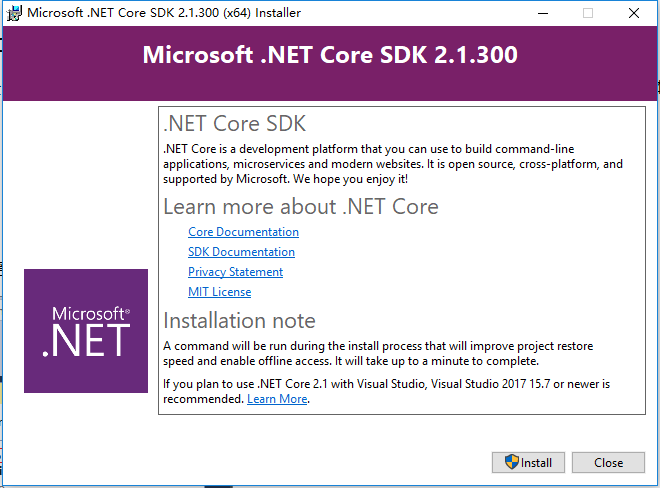 Microsoft .NET Core SDK 2.1.300 (x64) Installer
Microsoft .NET Core SDK 2.1.300
.NET Core SDK
.NET Core is a development platform that you can use to build command-line
applications, microservices and modern websites. It is open source, cross-platform, and
supported by Microsoft. We hope you enjoy it!
Learn more about .NET Core
Core Documentation
SDK Documentation
Privacy Statement
MIT License
Microsoft®
.NET
Installation note
A command will be run during the install process that will improve project restore
speed and enable offline access. It will take up to a minute to complete.
If you plan to use .NET Core 2.1 with Visual Studio, Visual Studio 2017 15.7 or newer is
recommended. Learn More.
Install
Close